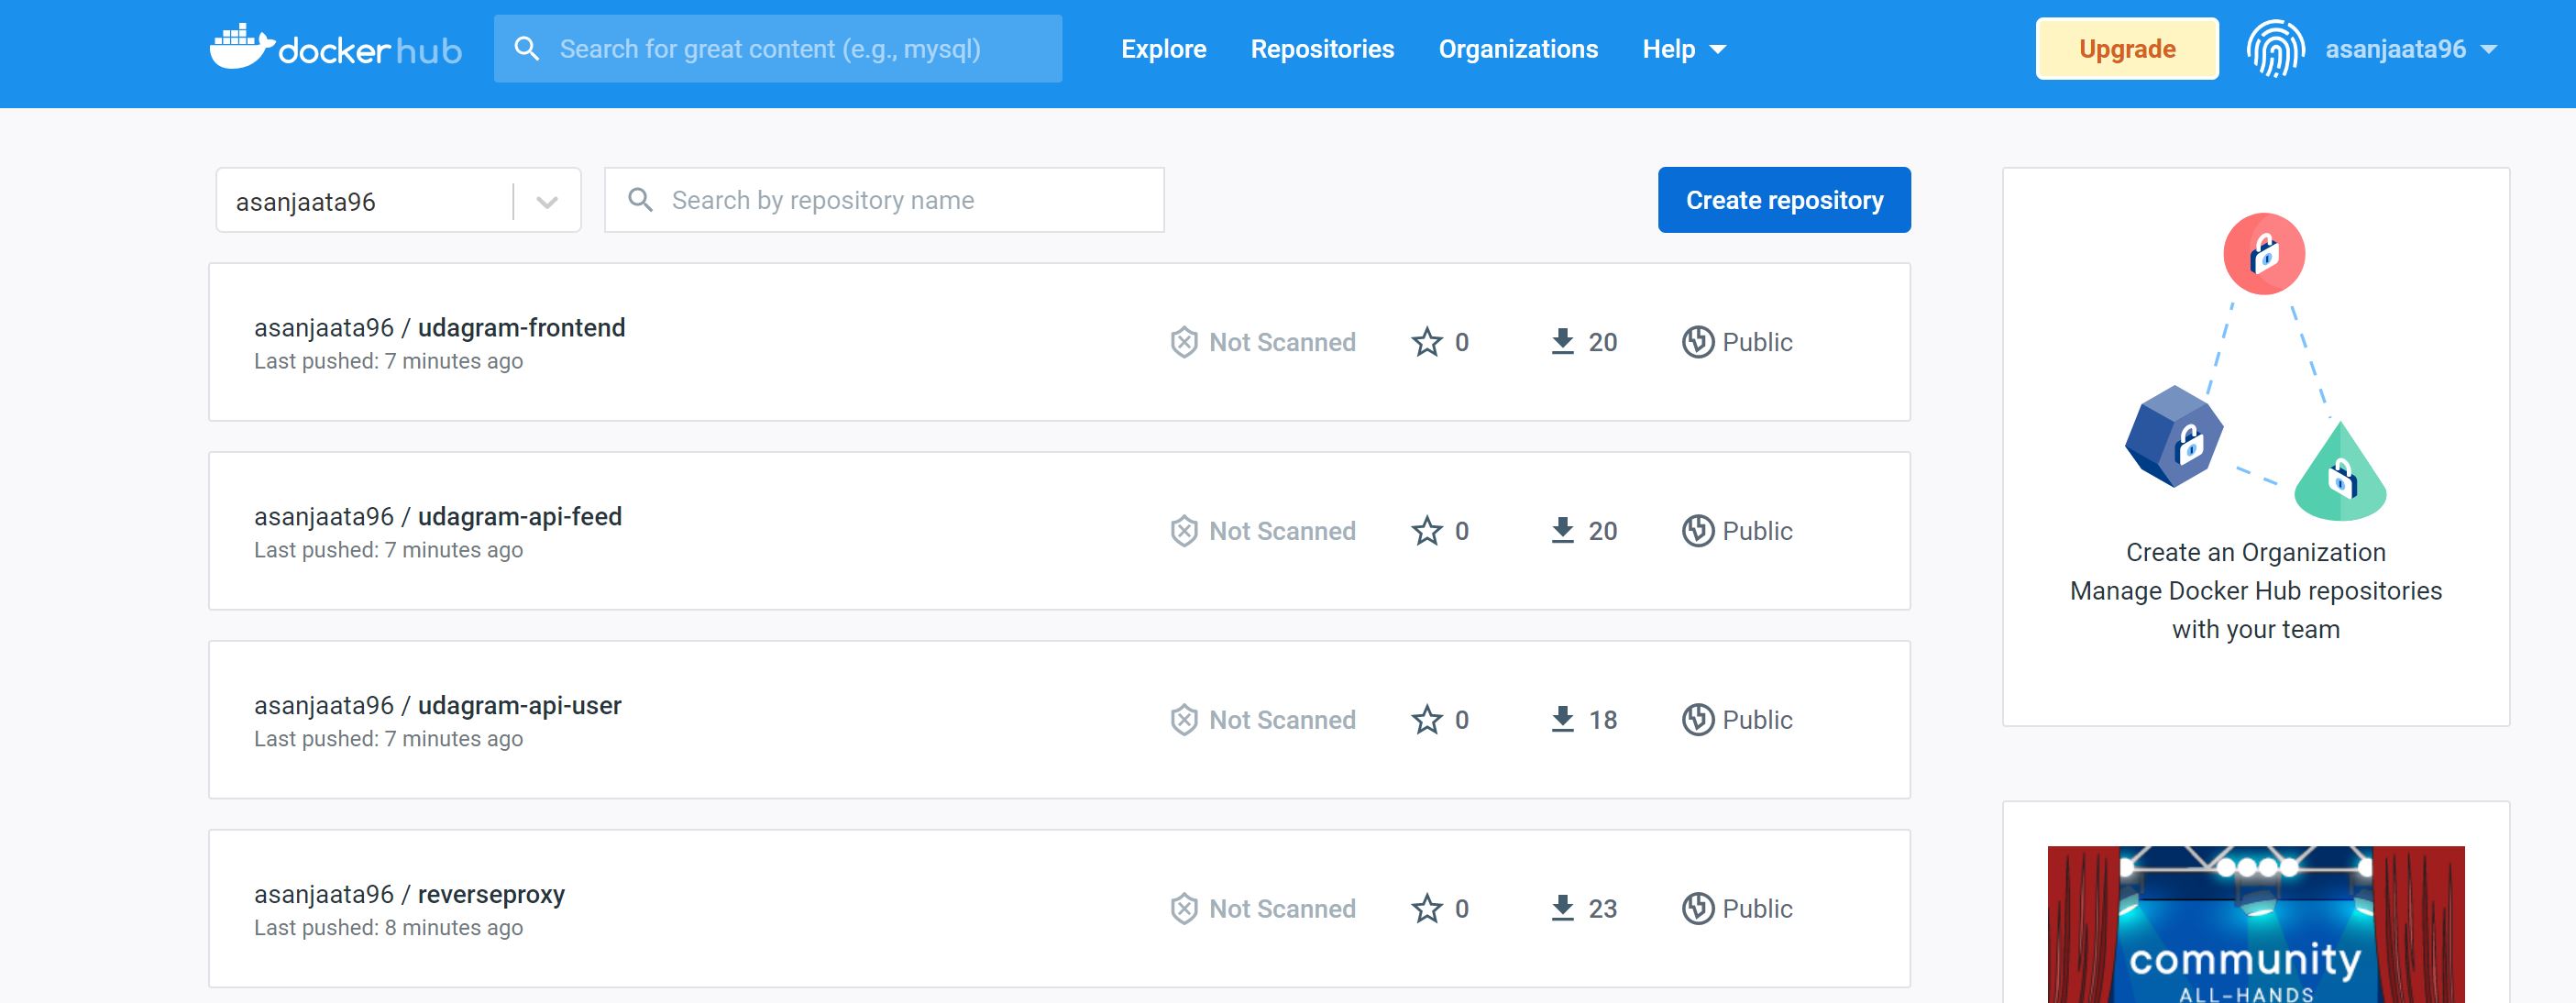 docker hub
Search for great content (e.g., mysql)
Explore
Repositories
Organizations
Help
Upgrade
asanjaata96
asanjaata96
Search by repository name
Create repository
asanjaata96 / udagram-frontend
Last pushed: 7 minutes ago
Not Scanned
0
20
Public
asanjaata96 / udagram-api-feed
Last pushed: 7 minutes ago
Not Scanned
0
20
Public
asanjaata96 / udagram-api-user
Last pushed: 7 minutes ago
Not Scanned
0
18
Public
asanjaata96 / reverseproxy
Last pushed: 8 minutes ago
Not Scanned
0
23
Public
Create an Organization
Manage Docker Hub repositories
with your team
community
ALL-HANDS